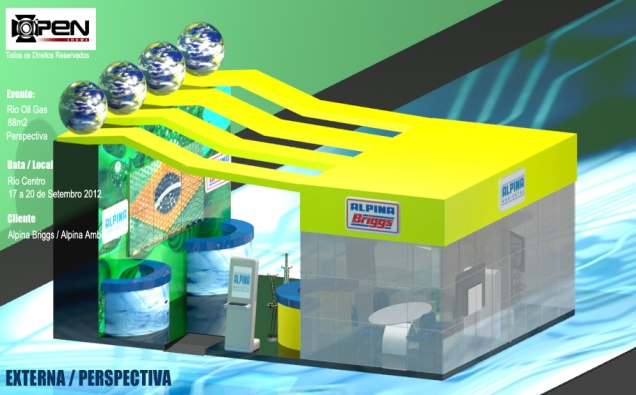 OPEN
Todos os Direitos Reservados
Evento:
Rio Oil Gas
88m2
Perspectiva
Data / Local
Rio Centro
17 a 20 de Setembro 2012
Cliente
Alpina Briggs / Alpina Amb
ALPINA
Briggs
ALPINA
ALPINA
ALPINA
EXTERNA / PERSPECTIVA